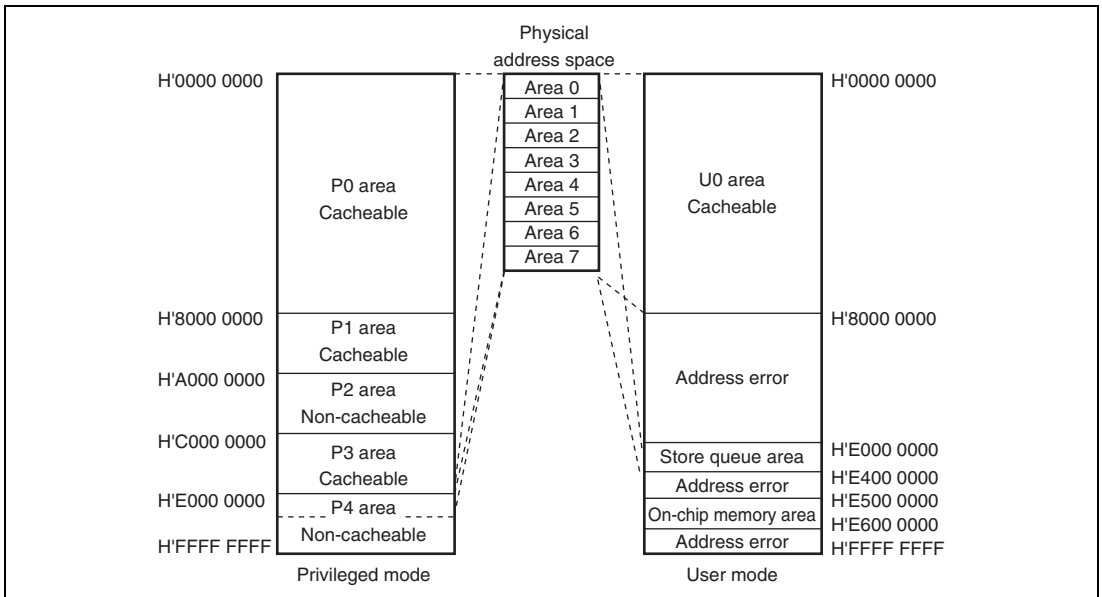 Physical
address space
H'0000 0000
Area 0
Area 1
Area 2
Area 3
Area 4
Area 5
Area 6
Area 7
H'0000 0000
P0 area
Cacheable
U0 area
Cacheable
H'8000 0000
P1 area
Cacheable
H'8000 0000
H'A000 0000
P2 area
Non-cacheable
Address error
H'C000 0000
P3 area
Cacheable
Store queue area
H'E000 0000
Address error
H'E400 0000
H'E000 0000
P4 area
Non-cacheable
On-chip memory area
H'E500 0000
H'E600 0000
H'FFFF FFFF
Address error
H'FFFF FFFF
Privileged mode
User mode